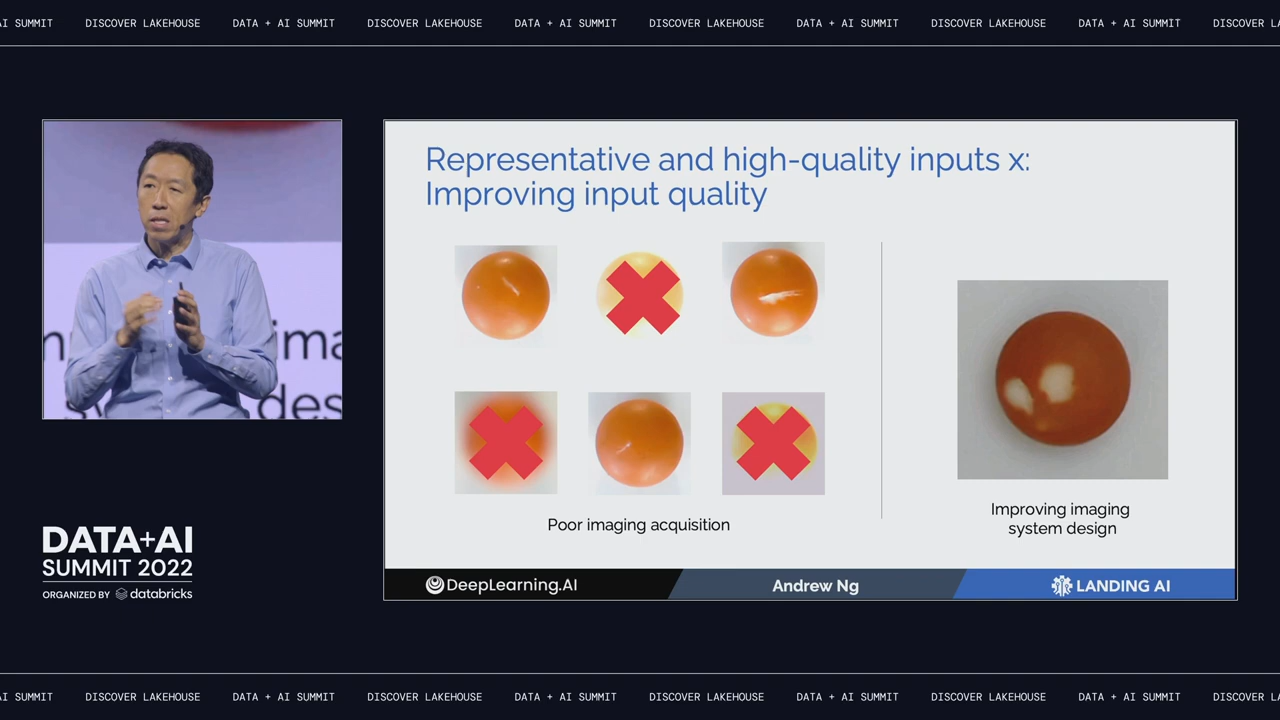 AI SUMMIT DISCOVER LAKEHOUSE DATA + AI SUMMIT DISCOVER LAKEHOUSE DATA + AI SUMMIT DISCOVER LAKEHOUSE DATA + AI SUMMIT DISCOVER LAKEHOUSE DATA + AI SUMMIT DISCOVER LA
Representative and high-quality inputs x:
Improving input quality
Poor imaging acquisition
Improving imaging
system design
DeepLearning.AI
Andrew Ng
LANDING AI
ima
des
DATA+AI
SUMMIT 2022
ORGANIZED BY databricks
AI SUMMIT DISCOVER LAKEHOUSE DATA + AI SUMMIT DISCOVER LAKEHOUSE DATA + AI SUMMIT DISCOVER LAKEHOUSE DATA + AI SUMMIT DISCOVER LAKEHOUSE DATA + AI SUMMIT DISCOVER LA